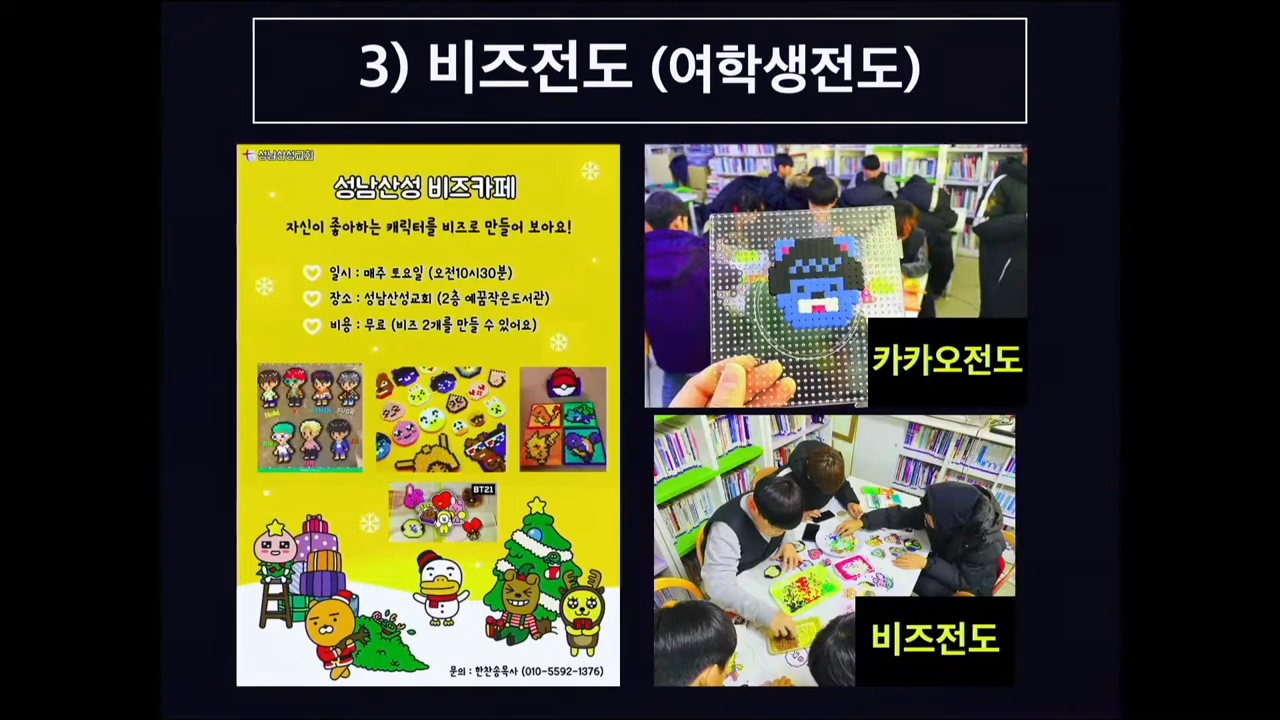 3) 비즈전도 (여학생전도)
성남산성교회
성남산성 비즈카페
자신이 좋아하는 캐릭터를 비즈로 만들어 보아요!
일시 : 매주 토요일 (오전10시30분)
장소 : 성남산성교회 (2층 예꿈작은도서관)
비용 : 무료 (비즈 2개를 만들 수 있어요)
BT21
문의 : 한찬송목사 (010-5592-1376)
카카오전도
비즈전도